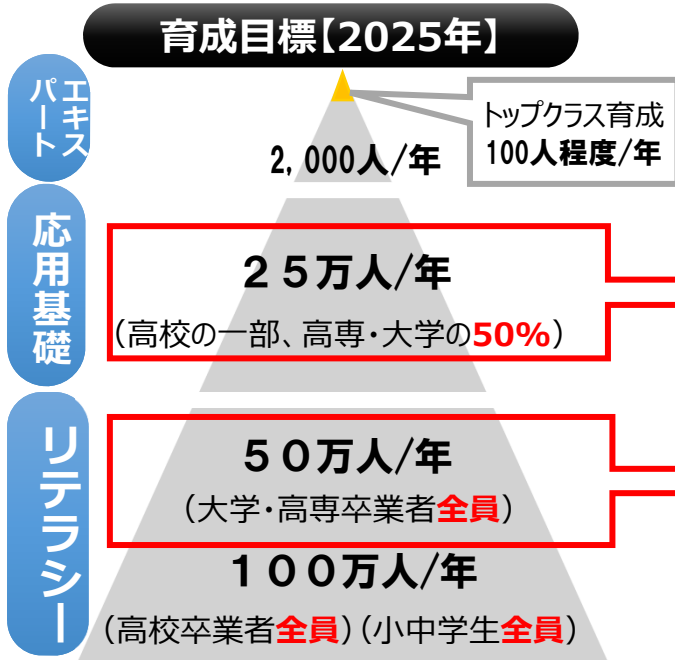 育成目標【2025年】
エキスパート
トップクラス育成
100人程度/年
2,000人/年
応用基礎
２５万人/年
（高校の一部、高専・大学の50%）
リテラシー
５０万人/年
（大学・高専卒業者全員）
１００万人/年
（高校卒業者全員）（小中学生全員）